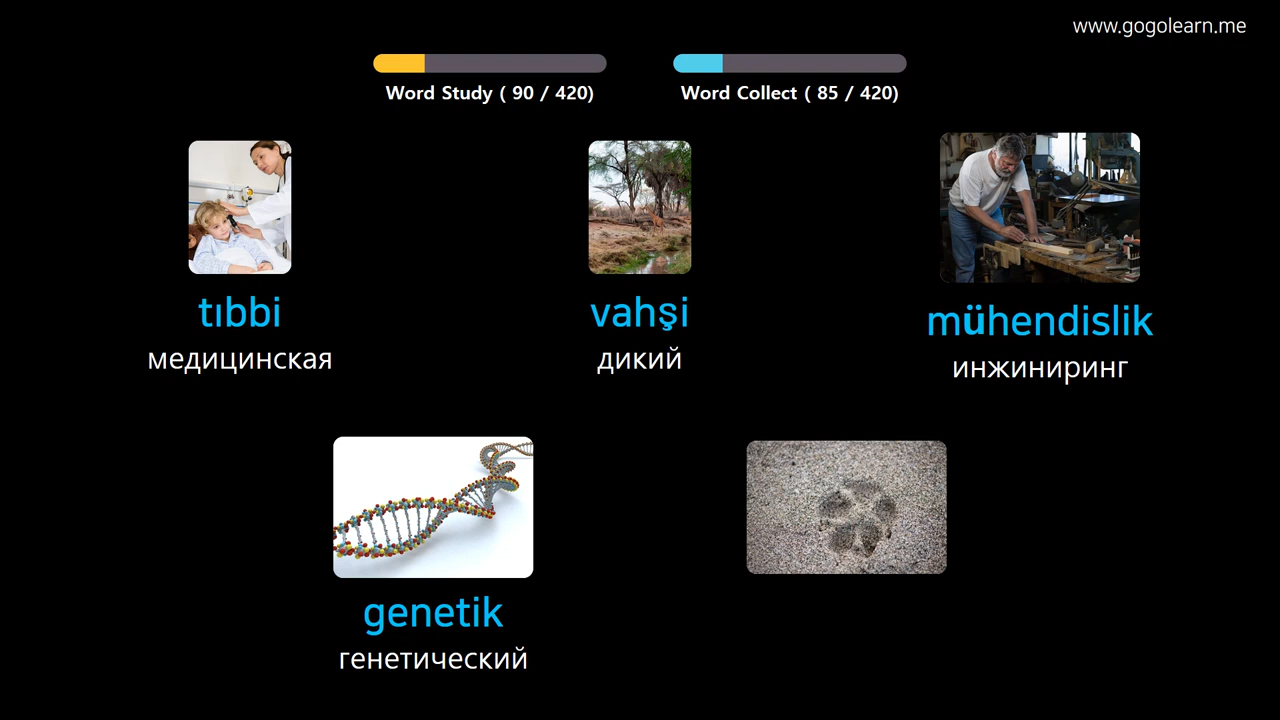 www.gogolearn.me
Word Study ( 90 / 420)
Word Collect ( 85 / 420)
tıbbi
медицинская
vahşi
дикий
mühendislik
инжиниринг
genetik
генетический